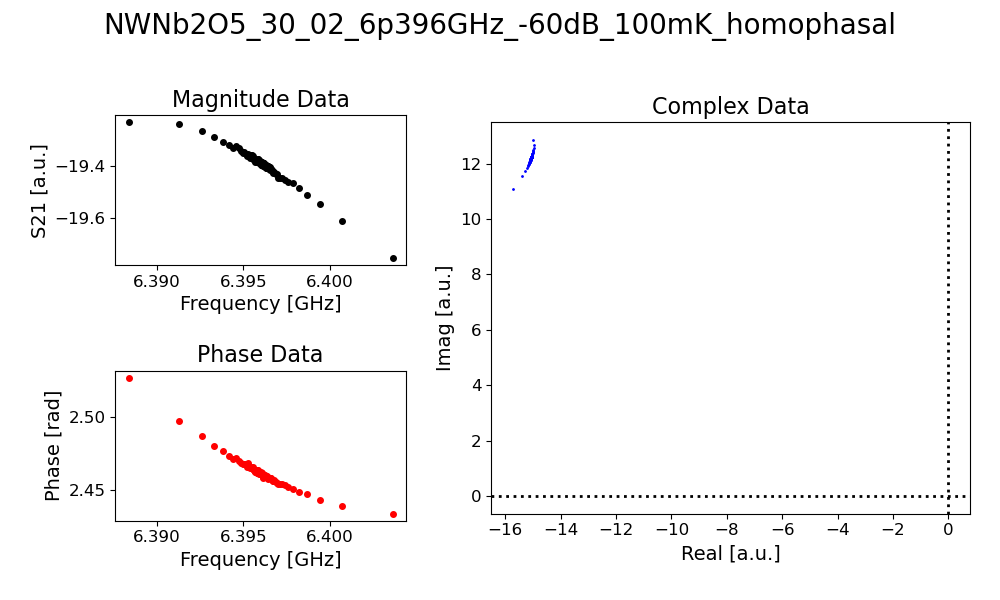 NWNb2O5_30_02_6p396GHz_-60dB_100mK_homophasal
Magnitude Data
S21 [a.u.]
−19.4
−19.6
6.390 6.395 6.400
Frequency [GHz]
Phase Data
Phase [rad]
2.50
2.45
6.390 6.395 6.400
Frequency [GHz]
Complex Data
Imag [a.u.]
12
10
8
6
4
2
0
−16 −14 −12 −10 −8 −6 −4 −2 0
Real [a.u.]